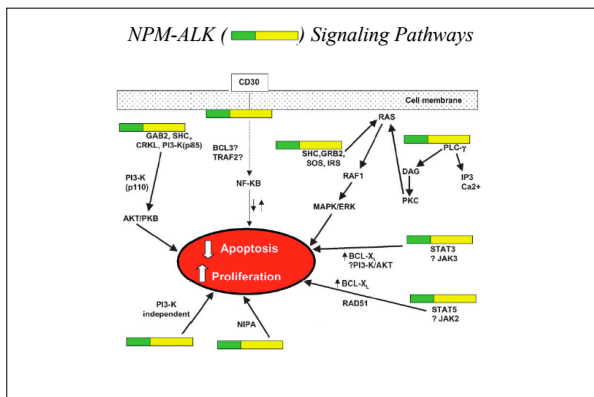 NPM-ALK ( ) Signaling Pathways
CD30
Cell membrane
GAB2, SHC,
CRKL, PI3-K(p85)
BCL3?
TRAF2?
SHC,GRB2,
SOS, IRS
RAS
PLC-γ
PI3-K
(p110)
NF-KB
RAF1
DAG
IP3
Ca2+
PKC
AKT/PKB
MAPK/ERK
Apoptosis
Proliferation
BCL-XL
?PI3-K/AKT
STAT3
? JAK3
BCL-XL
RAD51
STAT5
? JAK2
PI3-K
independent
NIPA